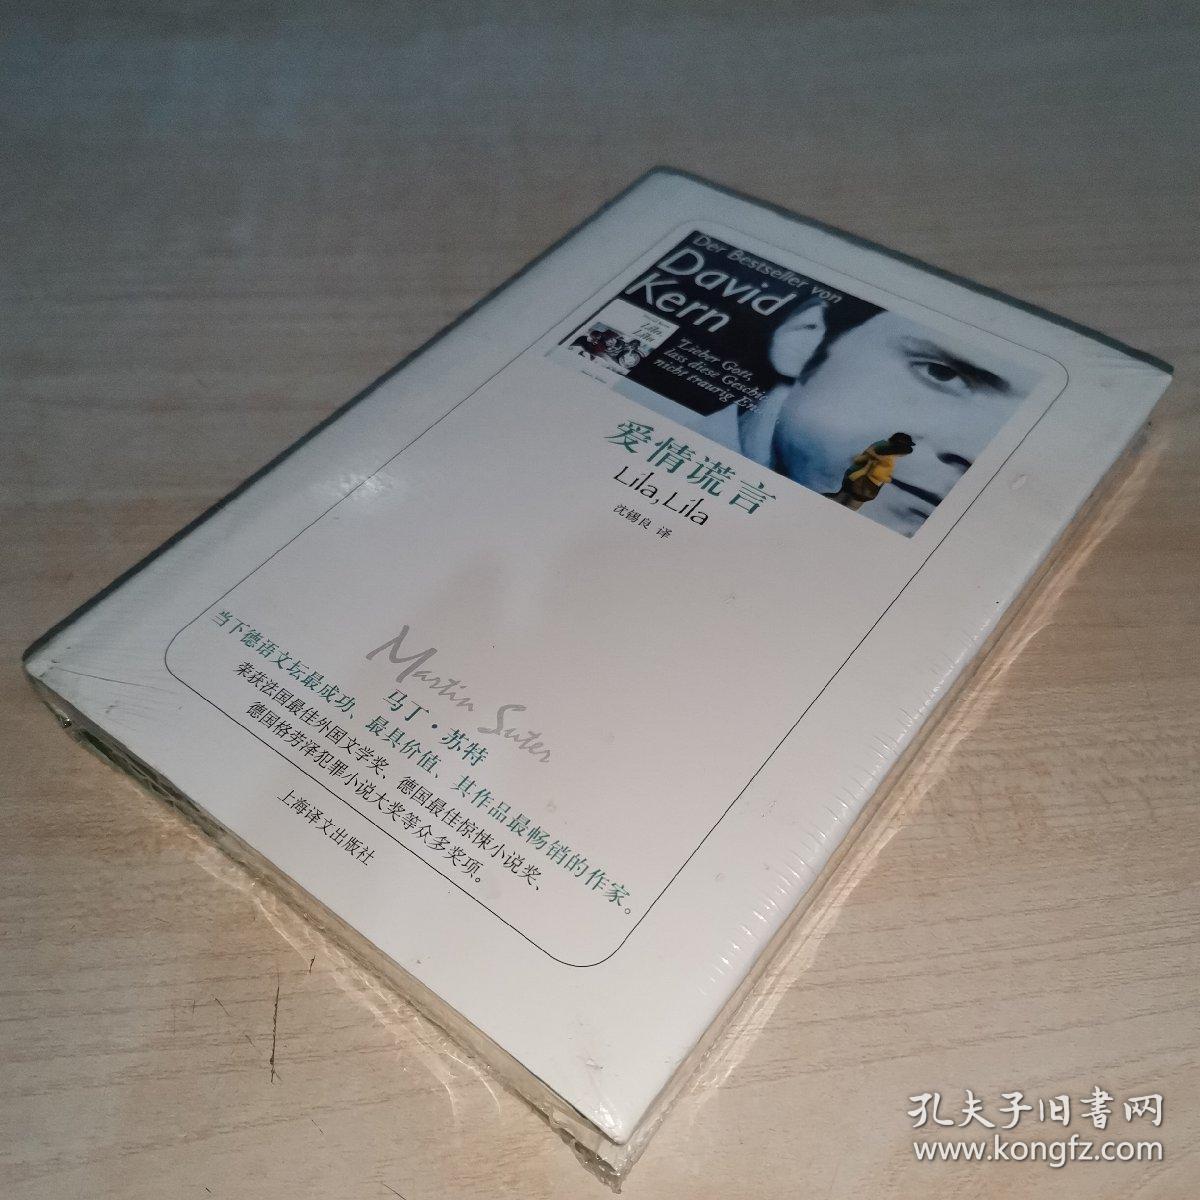 Der Bestseller von
David
Kern
Lila,
Lila
"Lieber Gott,
lass diese Geschi
nicht traurig En
爱情谎言
Lila, Lila
沈锡良 译
Martin Suter
马丁·苏特
当下德语文坛最成功、最具价值、其作品最畅销的作家。
荣获法国最佳外国文学奖、德国最佳惊悚小说奖、
德国格劳泽犯罪小说大奖等众多奖项。
上海译文出版社
孔夫子旧书网
www.kongfz.com